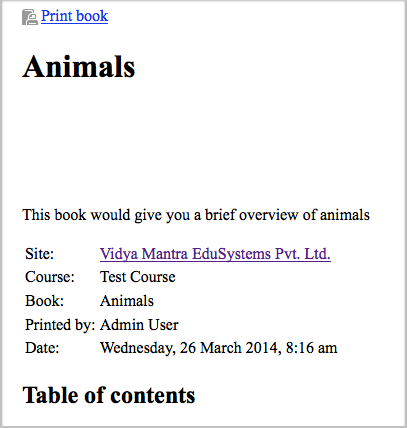 Print book
Animals
This book would give you a brief overview of animals
Site: Vidya Mantra EduSystems Pvt. Ltd.
Course: Test Course
Book: Animals
Printed by: Admin User
Date: Wednesday, 26 March 2014, 8:16 am
Table of contents